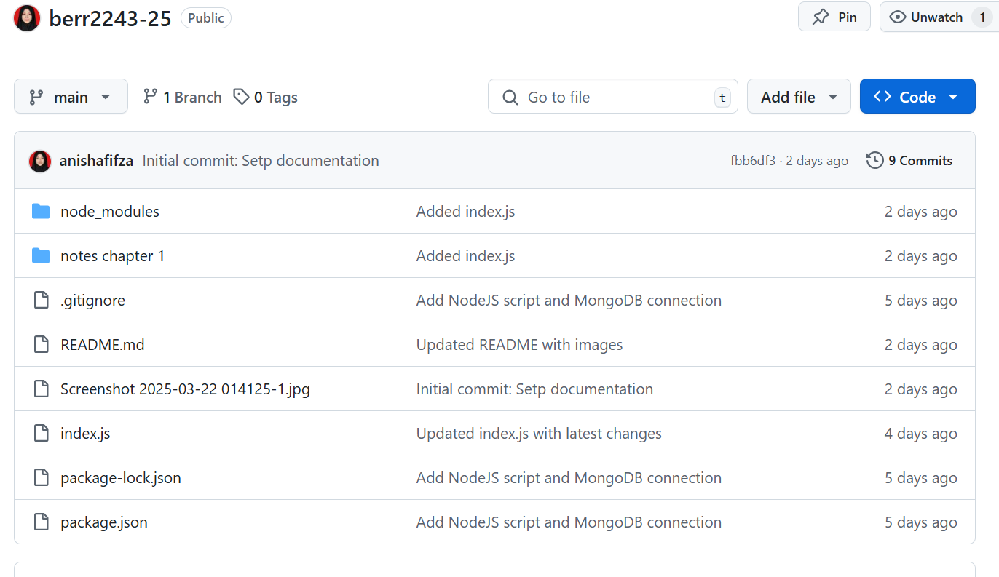 berr2243-25 Public Pin Unwatch 1
main 1 Branch 0 Tags Go to file t Add file Code
anishafifza Initial commit: Setp documentation fbb6df3 · 2 days ago 9 Commits
node_modules Added index.js 2 days ago
notes chapter 1 Added index.js 2 days ago
.gitignore Add NodeJS script and MongoDB connection 5 days ago
README.md Updated README with images 2 days ago
Screenshot 2025-03-22 014125-1.jpg Initial commit: Setp documentation 2 days ago
index.js Updated index.js with latest changes 4 days ago
package-lock.json Add NodeJS script and MongoDB connection 5 days ago
package.json Add NodeJS script and MongoDB connection 5 days ago